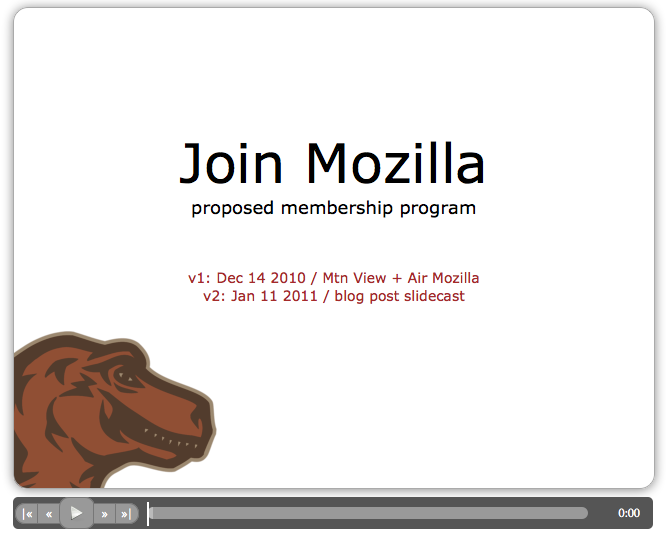 Join Mozilla
proposed membership program
v1: Dec 14 2010 / Mtn View + Air Mozilla
v2: Jan 11 2011 / blog post slidecast
0:00